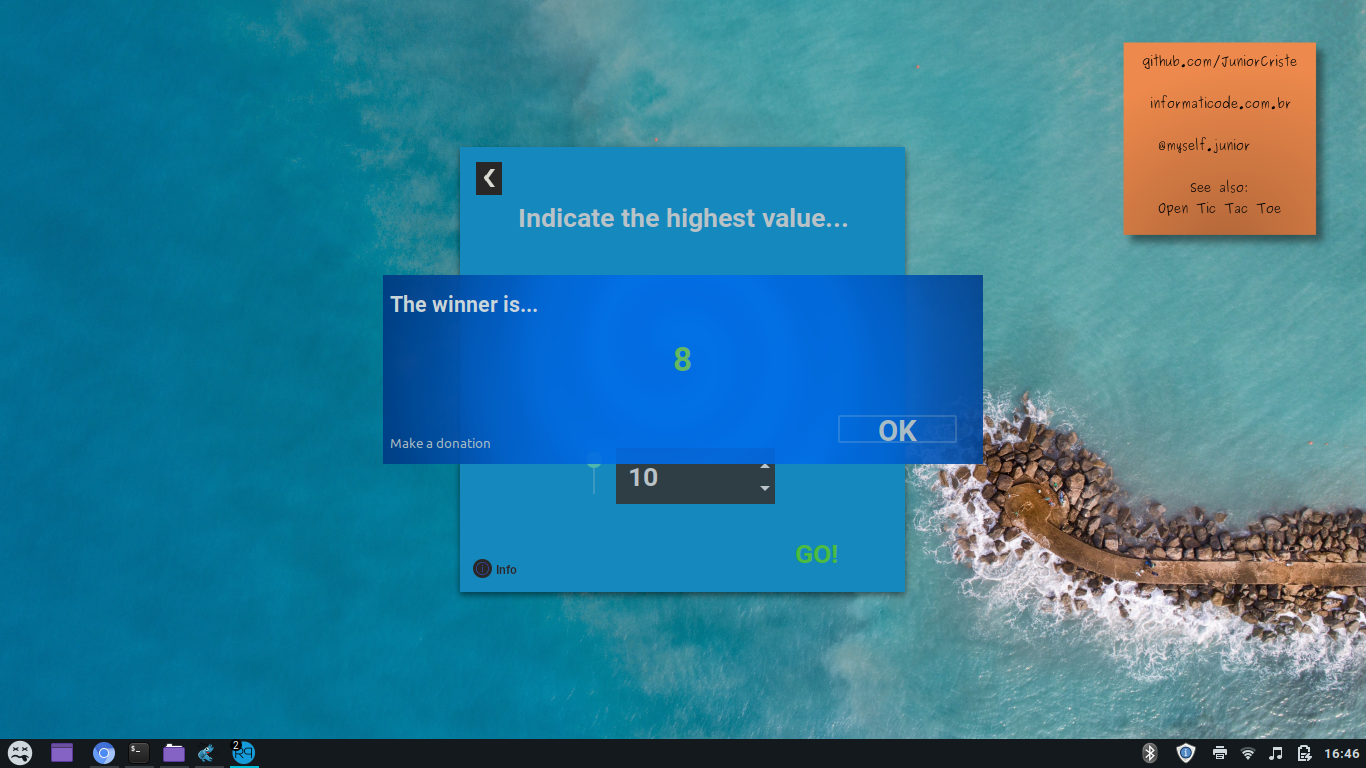 github.com/JuniorCriste
informaticode.com.br
@myself.junior
See also:
Open Tic Tac Toe
Indicate the highest value...
The winner is...
8
OK
Make a donation
10
GO!
Info
$_
2
16:46